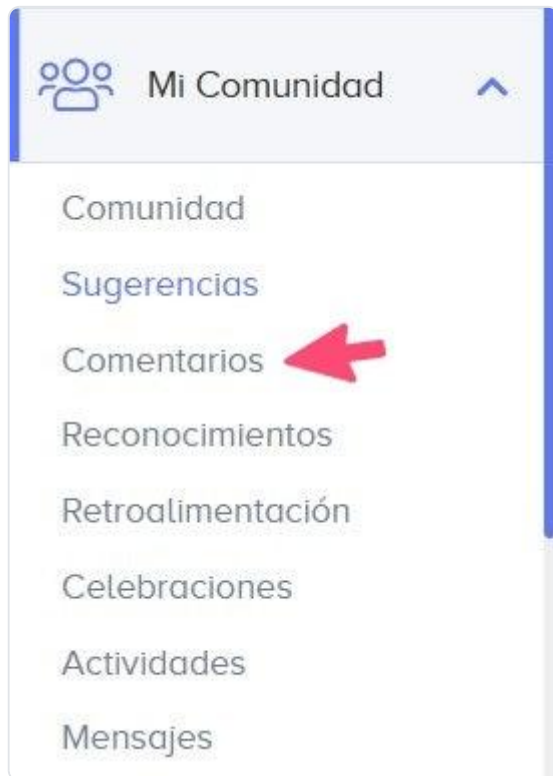 Mi Comunidad
Comunidad
Sugerencias
Comentarios
Reconocimientos
Retroalimentación
Celebraciones
Actividades
Mensajes